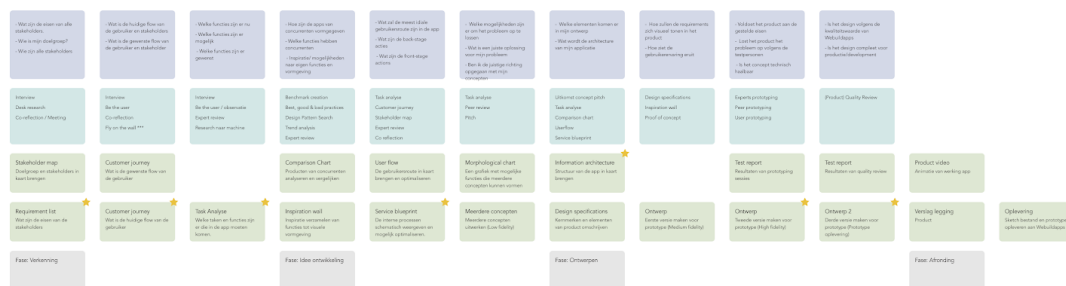 - Wat zijn de eisen van alle
stakeholders.
- Wie is mijn doelgroep?
- Wie zijn alle stakeholders
- Wat is de huidige flow van
de gebruiker en stakeholders
- Wat is de gewenste flow van
de gebruiker en stakeholder
- Welke functies zijn er nu
- Welke functies zijn er
mogelijk
- Welke functies zijn er
gewenst
- Hoe zijn de apps van
concurrenten vormgegeven
- Welke functies hebben
concurrenten
- Inspiratie/ mogelijkheden
naar eigen functies en
vormgeving
- Wat zal de meest ideale
gebruikersroute zijn in de app
- Wat zijn de back-stage
acties
- Wat zijn de front-stage
actions
- Welke mogelijkheden zijn
er om het probleem op te
lossen
- Wat is een juiste oplossing
voor mijn probleem
- Ben ik de juiste richting
opgegaan met mijn
concepten
- Welke elementen komen er
in mijn ontwerp
- Wat wordt de architecture
van mijn applicatie
- Hoe zullen de requirements
zich visueel tonen in het
product
- Hoe ziet de
gebruikerservaring eruit
- Voldoet het product aan de
gestelde eisen
- Lost het product het
probleem op volgens de
testpersonen
- Is het concept technisch
haalbaar
- Is het design volgens de
kwaliteitswaarde van
Webuildapps
- Is het design compleet voor
productie/development
Interview
Desk research
Co-reflection / Meeting
Interview
Be the user
Co reflection
Fly on the wall ***
Interview
Be the user / observatie
Expert review
Research naar machine
Benchmark creation
Best, good & bad practices
Design Pattern Search
Trend analysis
Expert review
Task analyse
Customer journey
Stakeholder map
Expert review
Co reflection
Task analyse
Peer review
Pitch
Uitkomst concept pitch
Task analyse
Comparison chart
Userflow
Service blueprint
Design specifications
Inspiration wall
Proof of concept
Experts prototyping
Peer prototyping
User prototyping
(Product Quality Review
Stakeholder map
Doelgroep en stakeholders in
kaart brengen
Customer journey
Wat is de huidige flow van
de gebruiker
Comparison Chart
Producten van concurrenten
analyseren en vergelijken
User flow
De gebruikersroute in kaart
brengen en optimaliseren
Morphological chart
Een grafiek met mogelijke
functies die meerdere
concepten kunnen vormen
Information architecture
Structuur van de app in kaart
brengen
Test report
Resultaten van prototyping
sessies
Test report
Resultaten van quality review
Product video
Animatie van werking app
Requirement list
Wat zijn de eisen van de
stakeholders
Customer journey
Wat is de huidige flow van de
gebruiker
Task Analyse
Welke taken en functies zijn
er die in de app moeten
komen.
Inspiration wall
Inspiratie verzamelen van
functies tot visuele
vormgeving
Service blueprint
De interne processen
schematisch weergeven en
mogelijk optimaliseren.
Meerdere concepten
uitwerken (Low fidelity)
Design specifications
Kenmerken en elementen
van product omschrijven
Ontwerp
Eerste versie maken voor
prototype (Medium fidelity)
Ontwerp
Tweede versie maken voor
prototype (High fidelity)
Ontwerp 2
Derde versie maken voor
prototype (Prototype
oplevering)
Verslag legging
Product
Oplevering
Sketch bestand en prototype
opleveren aan Webuildapps
Fase: Verkenning
Fase: Idee ontwikkeling
Fase: Ontwerpen
Fase: Afronding